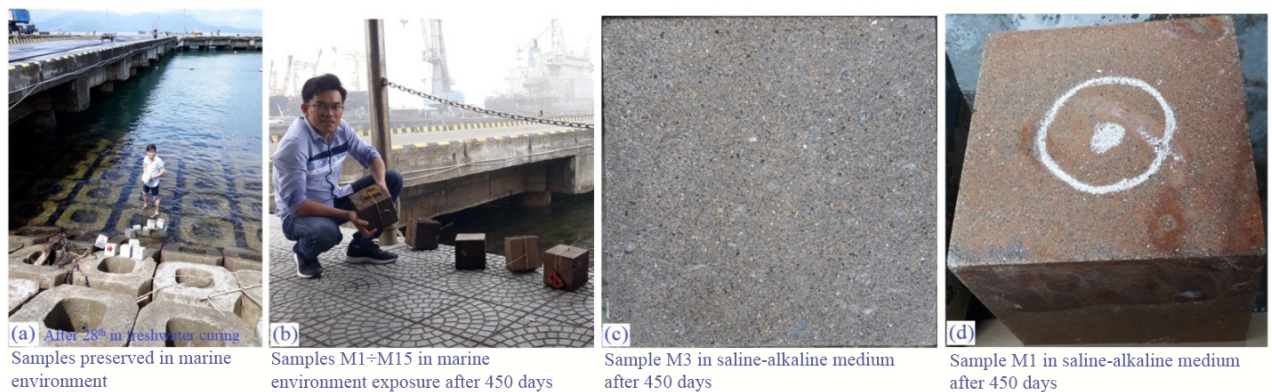 (a) After 28th in freshwater curing
Samples preserved in marine
environment
(b)
Samples M1÷M15 in marine
environment exposure after 450 days
(c)
Sample M3 in saline-alkaline medium
after 450 days
(d)
Sample M1 in saline-alkaline medium
after 450 days